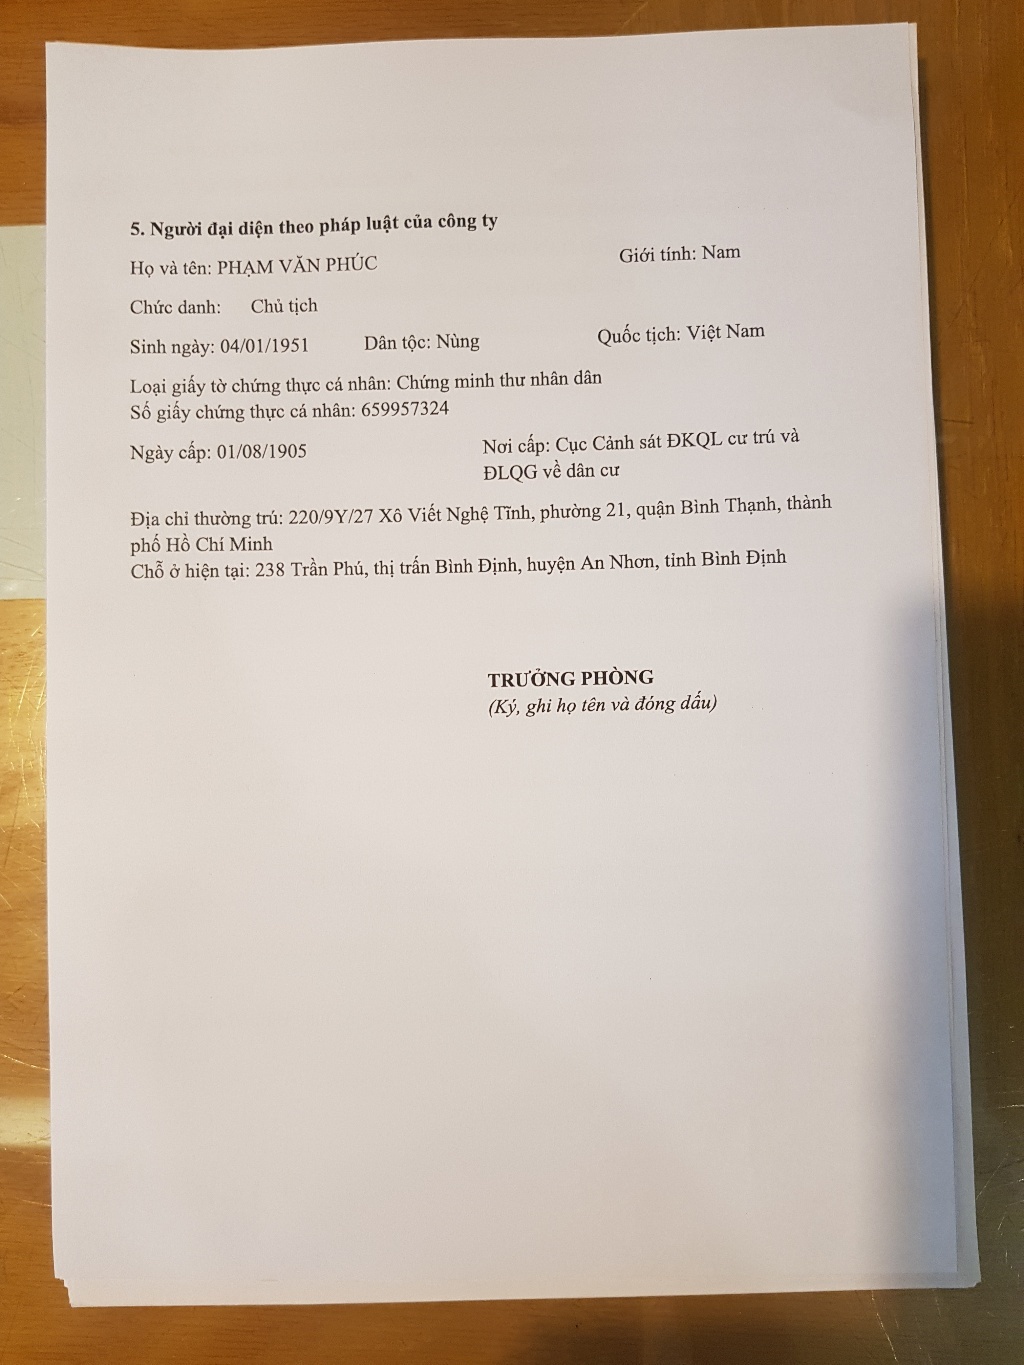 5. Người đại diện theo pháp luật của công ty
Họ và tên: PHẠM VĂN PHÚC Giới tính: Nam
Chức danh: Chủ tịch
Sinh ngày: 04/01/1951 Dân tộc: Nùng Quốc tịch: Việt Nam
Loại giấy tờ chứng thực cá nhân: Chứng minh thư nhân dân
Số giấy chứng thực cá nhân: 659957324
Ngày cấp: 01/08/1905 Nơi cấp: Cục Cảnh sát ĐKQL cư trú và
ĐLQG về dân cư
Địa chỉ thường trú: 220/9Y/27 Xô Viết Nghệ Tĩnh, phường 21, quận Bình Thạnh, thành
phố Hồ Chí Minh
Chỗ ở hiện tại: 238 Trần Phú, thị trấn Bình Định, huyện An Nhơn, tỉnh Bình Định
TRƯỞNG PHÒNG
(Ký, ghi họ tên và đóng dấu)